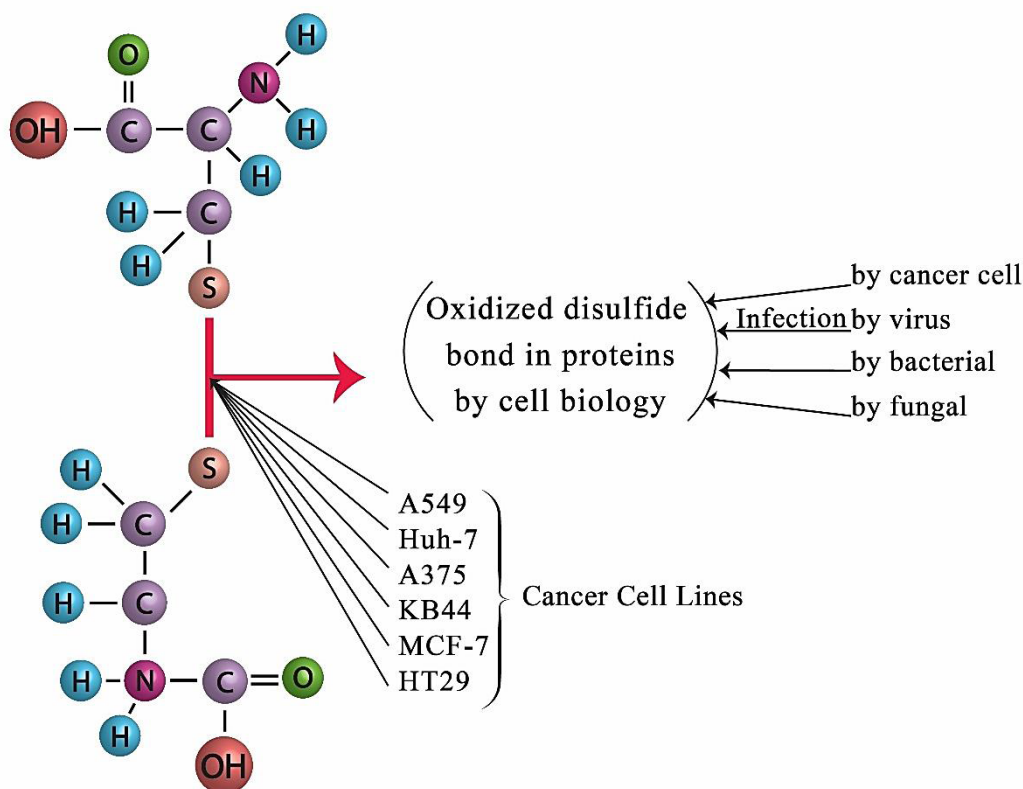 H
O
N
OH
C
C
H
H
H
C
H
S
Oxidized disulfide
bond in proteins
by cell biology
by cancer cell
Infection by virus
by bacterial
by fungal
S
H
H
C
H
C
H
N
C
O
H
OH
A549
Huh-7
A375
KB44
MCF-7
HT29
Cancer Cell Lines